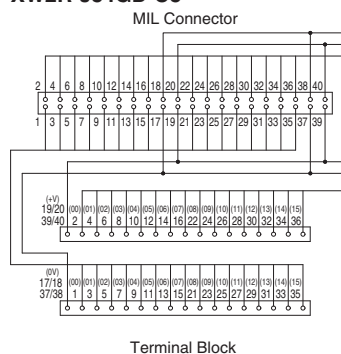 MIL Connector
2 4 6 8 10 12 14 16 18 20 22 24 26 28 30 32 34 36 38 40
1 3 5 7 9 11 13 15 17 19 21 23 25 27 29 31 33 35 37 39
(+V)
19/20 (00) (01) (02) (03) (04) (05) (06) (07) (08) (09) (10) (11) (12) (13) (14) (15)
39/40 2 4 6 8 10 12 14 16 22 24 26 28 30 32 34 36
(0V)
17/18 (00) (01) (02) (03) (04) (05) (06) (07) (08) (09) (10) (11) (12) (13) (14) (15)
37/38 1 3 5 7 9 11 13 15 21 23 25 27 29 31 33 35
Terminal Block